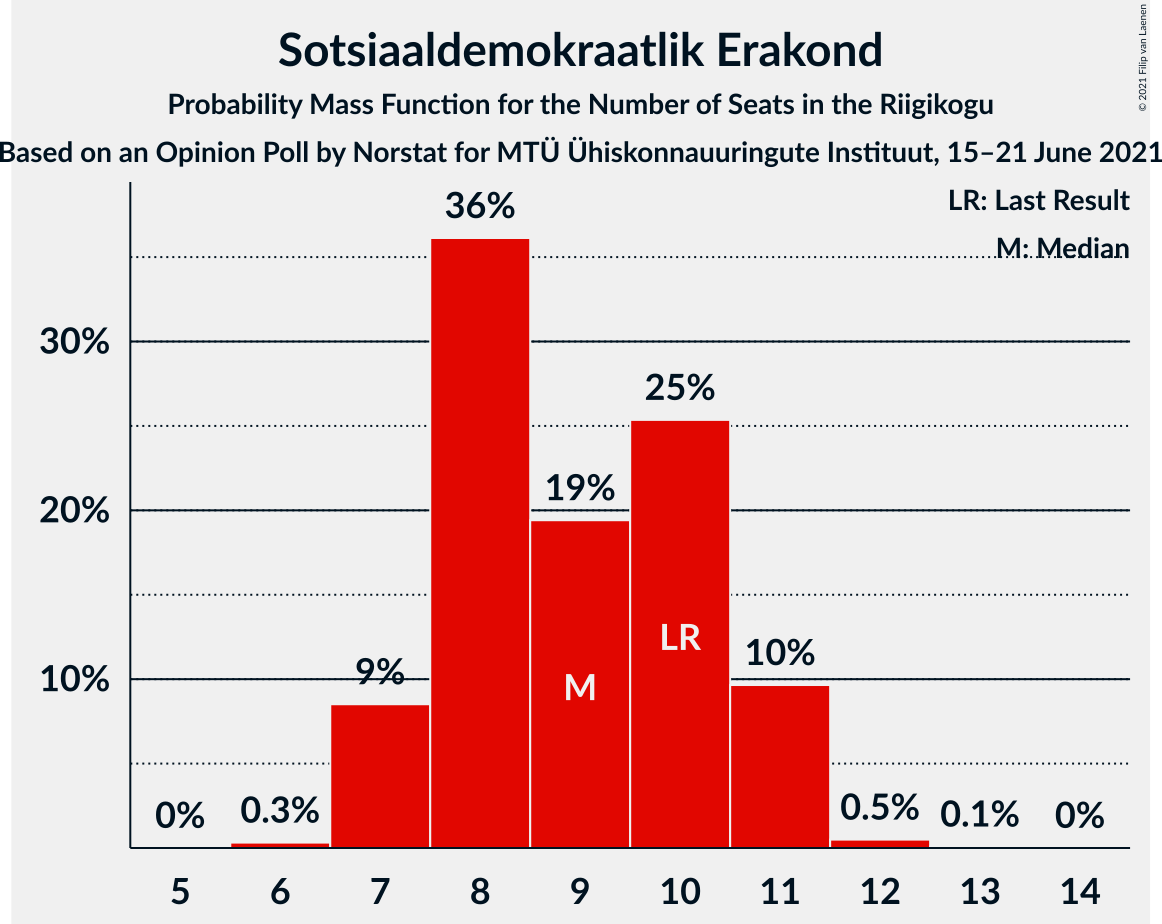 Sotsiaaldemokraatlik Erakond
Probability Mass Function for the Number of Seats in the Riigikogu
Based on an Opinion Poll by Norstat for MTÜ Ühiskonnauuringute Instituut, 15–21 June 2021
© 2021 Filip van Laenen
LR: Last Result
M: Median
36%
30%
25%
20%
19%
LR
10%
10%
9%
M
0%
0.3%
0.5%
0.1%
0%
5 6 7 8 9 10 11 12 13 14